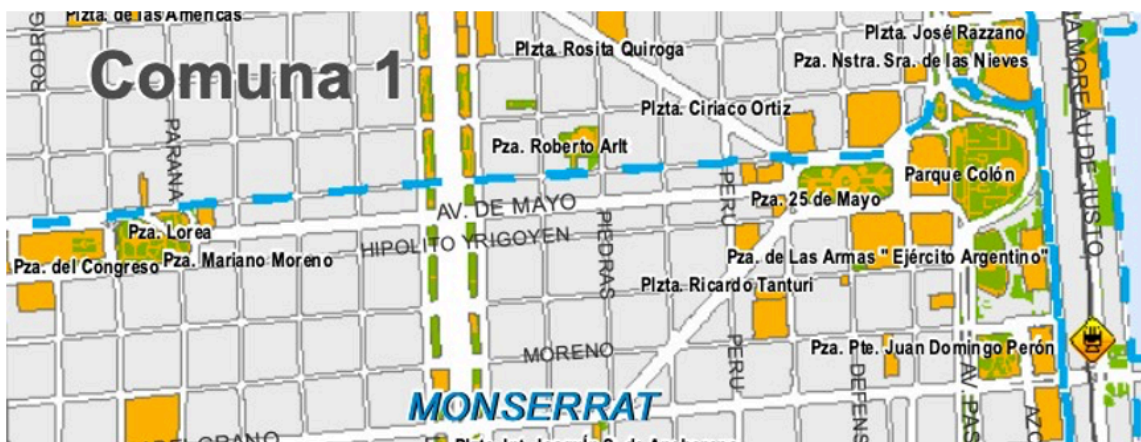 Plzta. de las Américas
RODRIG
Comuna 1
Plzta. Rosita Quiroga
Plzta. José Razzano
Pza. Nstra. Sra. de las Nieves
LA MOREAU DE JUSTO
Plzta. Ciriaco Ortiz
PARANA
Pza. Roberto Arlt
Parque Colón
PERU
AV. DE MAYO
Pza. 25 de Mayo
Pza. Lorea
HIPOLITO YRIGOYEN
PIEDRAS
Pza. del Congreso
Pza. Mariano Moreno
Pza. de Las Armas " Ejército Argentino"
Plzta. Ricardo Tanturi
MORENO
PERU
Pza. Pte. Juan Domingo Perón
DEFENS
AV. PAS
AZO
MONSERRAT
BELGRANO